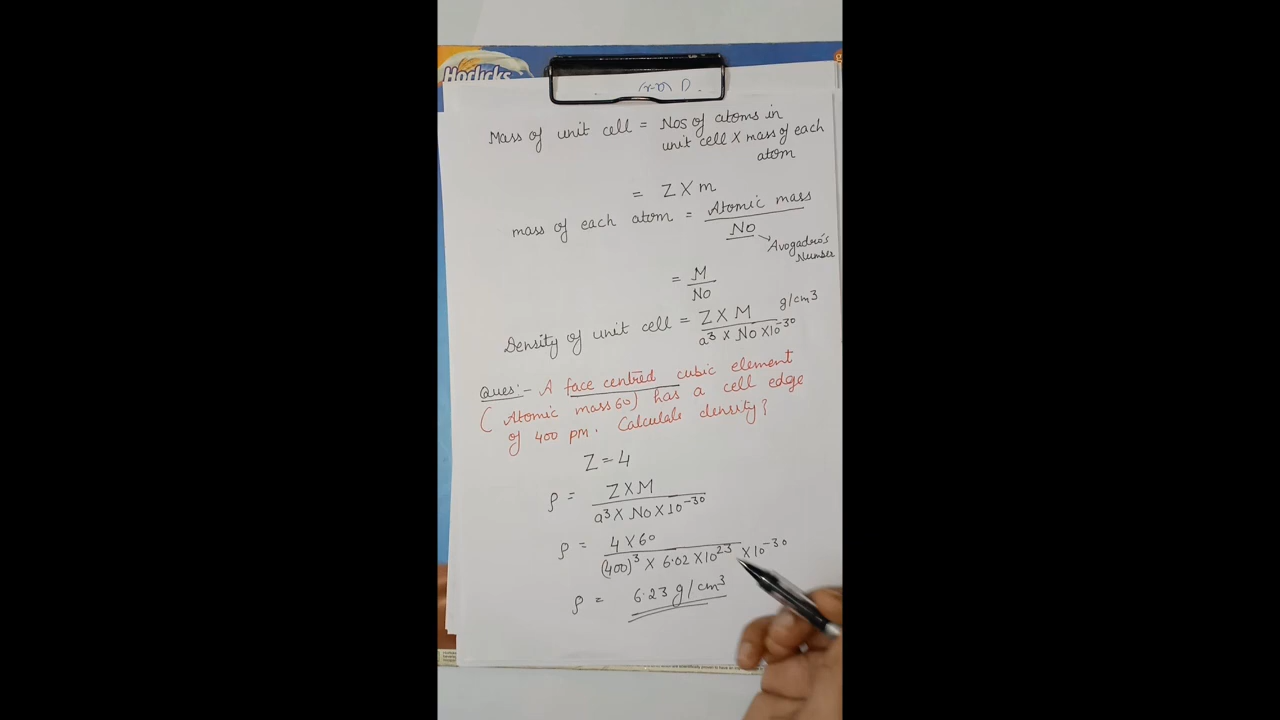 Horlicks
Mass of unit cell = Nos of atoms in
unit cell X mass of each
atom
= Z X m
mass of each atom = Atomic mass
No
Avogadro's
Number
= M
No
Density of unit cell = Z X M g/cm3
a3 X No X10-30
Ques:- A face centred cubic element
( Atomic mass 60) has a cell edge
of 400 pm. Calculate density?
Z = 4
ρ = Z X M
a3 X No X 10-30
ρ = 4 X 60
(400)3 X 6.02 X 1023 X 10-30
ρ = 6.23 g/cm3